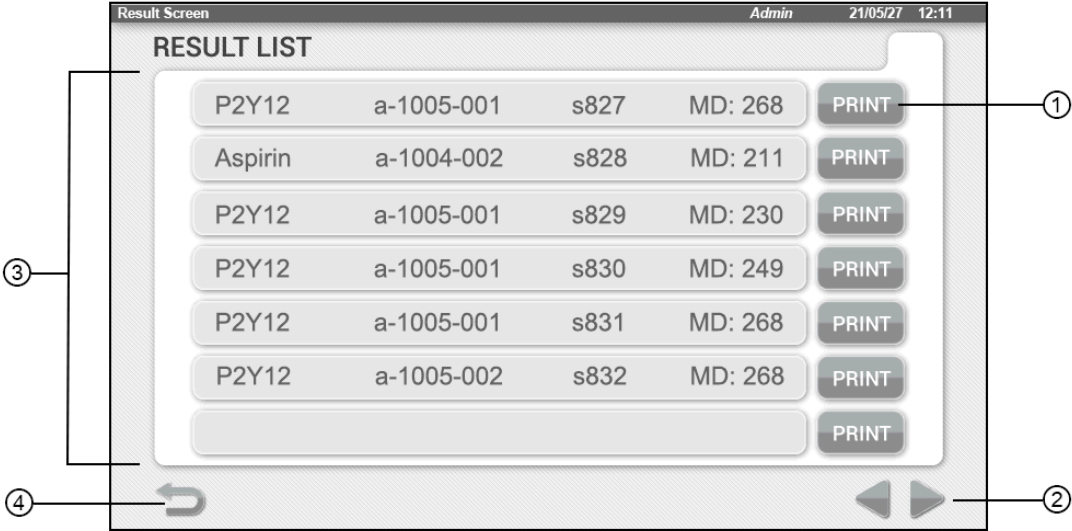 Result Screen Admin 21/05/27 12:11
RESULT LIST
P2Y12 a-1005-001 s827 MD: 268 PRINT ①
Aspirin a-1004-002 s828 MD: 211 PRINT
P2Y12 a-1005-001 s829 MD: 230 PRINT
③ P2Y12 a-1005-001 s830 MD: 249 PRINT
P2Y12 a-1005-001 s831 MD: 268 PRINT
P2Y12 a-1005-002 s832 MD: 268 PRINT
PRINT
④ ②